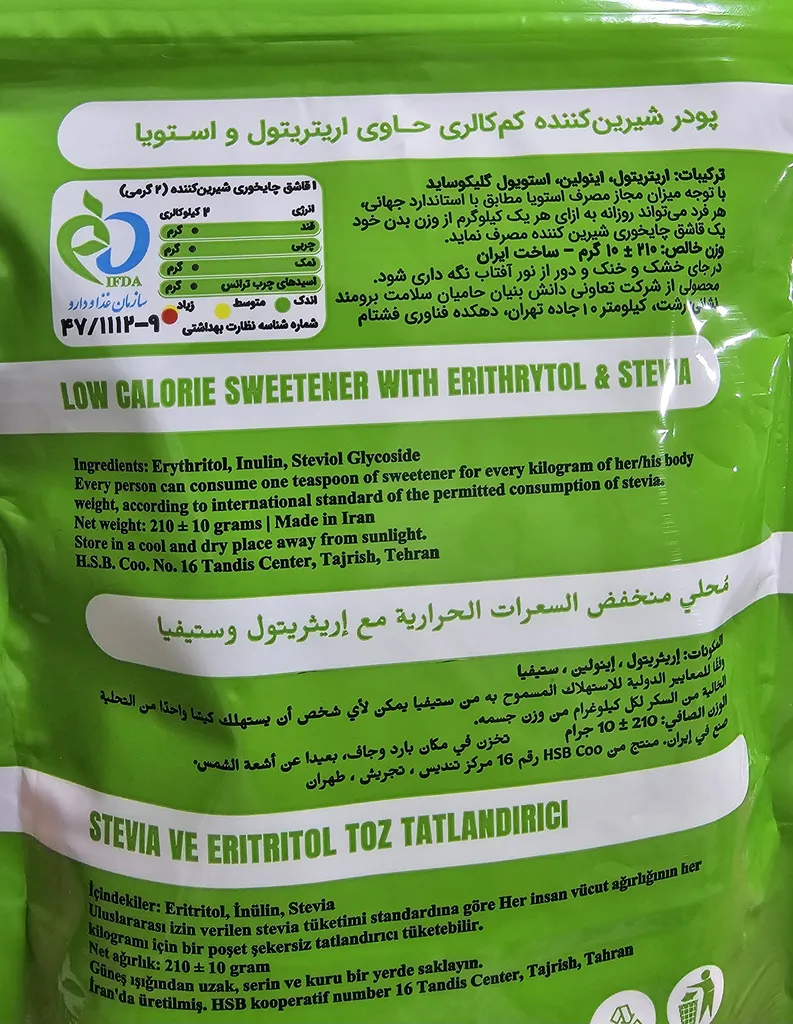 پودر شیرین‌کننده کم‌کالری حاوی اریتریتول و استویا
ترکیبات: اریتریتول، اینولین، استویول گلیکوساید
با توجه میزان مجاز مصرف استویا مطابق با استاندارد جهانی،
هر فرد می‌تواند روزانه به ازای هر یک کیلوگرم از وزن بدن خود
یک قاشق چایخوری شیرین کننده مصرف نماید.
وزن خالص: ۲۱۰ ± ۱۰ گرم – ساخت ایران
در جای خشک و خنک و دور از نور آفتاب نگه داری شود.
محصولی از شرکت تعاونی دانش بنیان حامیان سلامت برومند
نشانی رشت، کیلومتر ۱۰ جاده تهران، دهکده فناوری فشتام
۱ قاشق چایخوری شیرین‌کننده (۲ گرمی)
انرژی ۴ کیلوکالری
قند ۰ گرم
چربی ۰ گرم
نمک ۰ گرم
اسیدهای چرب ترانس ۰ گرم
اندک متوسط زیاد
شماره شناسه نظارت بهداشتی
IFDA
سازمان غذا و دارو
۴۷/۱۱۱۲-۹
LOW CALORIE SWEETENER WITH ERITHRYTOL & STEVIA
Ingredients: Erythritol, Inulin, Steviol Glycoside
Every person can consume one teaspoon of sweetener for every kilogram of her/his body
weight, according to international standard of the permitted consumption of stevia.
Net weight: 210 ± 10 grams | Made in Iran
Store in a cool and dry place away from sunlight.
H.S.B. Coo. No. 16 Tandis Center, Tajrish, Tehran
مُحلي منخفض السعرات الحرارية مع إريثريتول وستيفيا
المكونات: إريثريتول ، إينولين ، ستيفيا
وفقًا للمعايير الدولية للاستهلاك المسموح به من ستيفيا يمكن لأي شخص أن يستهلك كيسًا واحدًا من التحلية
الخالية من السكر لكل كيلوغرام من وزن جسمه.
الوزن الصافي: 210 ± 10 جرام تخزن في مكان بارد وجاف، بعيدا عن أشعة الشمس.
صنع في إيران. منتج من HSB Coo رقم 16 مركز تنديس ، تجريش ، طهران
STEVIA VE ERITRITOL TOZ TATLANDIRICI
İçindekiler: Eritritol, İnülin, Stevia
Uluslararası izin verilen stevia tüketimi standardına göre Her insan vücut ağırlığının her
kilogramı için bir poşet şekersiz tatlandırıcı tüketebilir.
Net ağırlık: 210 ± 10 gram
Güneş ışığından uzak, serin ve kuru bir yerde saklayın.
İran'da üretilmiş. HSB kooperatif number 16 Tandis Center, Tajrish, Tahran